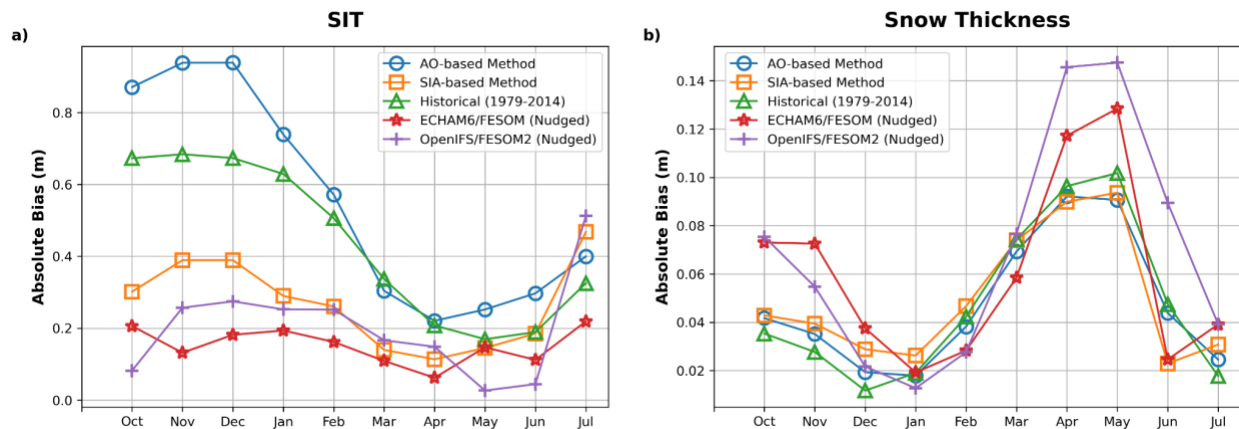 SIT
a)
Absolute Bias (m)
0.8
0.6
0.4
0.2
0.0
Oct Nov Dec Jan Feb Mar Apr May Jun Jul
AO-based Method
SIA-based Method
Historical (1979-2014)
ECHAM6/FESOM (Nudged)
OpenIFS/FESOM2 (Nudged)
Snow Thickness
b)
Absolute Bias (m)
0.14
0.12
0.10
0.08
0.06
0.04
0.02
Oct Nov Dec Jan Feb Mar Apr May Jun Jul
AO-based Method
SIA-based Method
Historical (1979-2014)
ECHAM6/FESOM (Nudged)
OpenIFS/FESOM2 (Nudged)